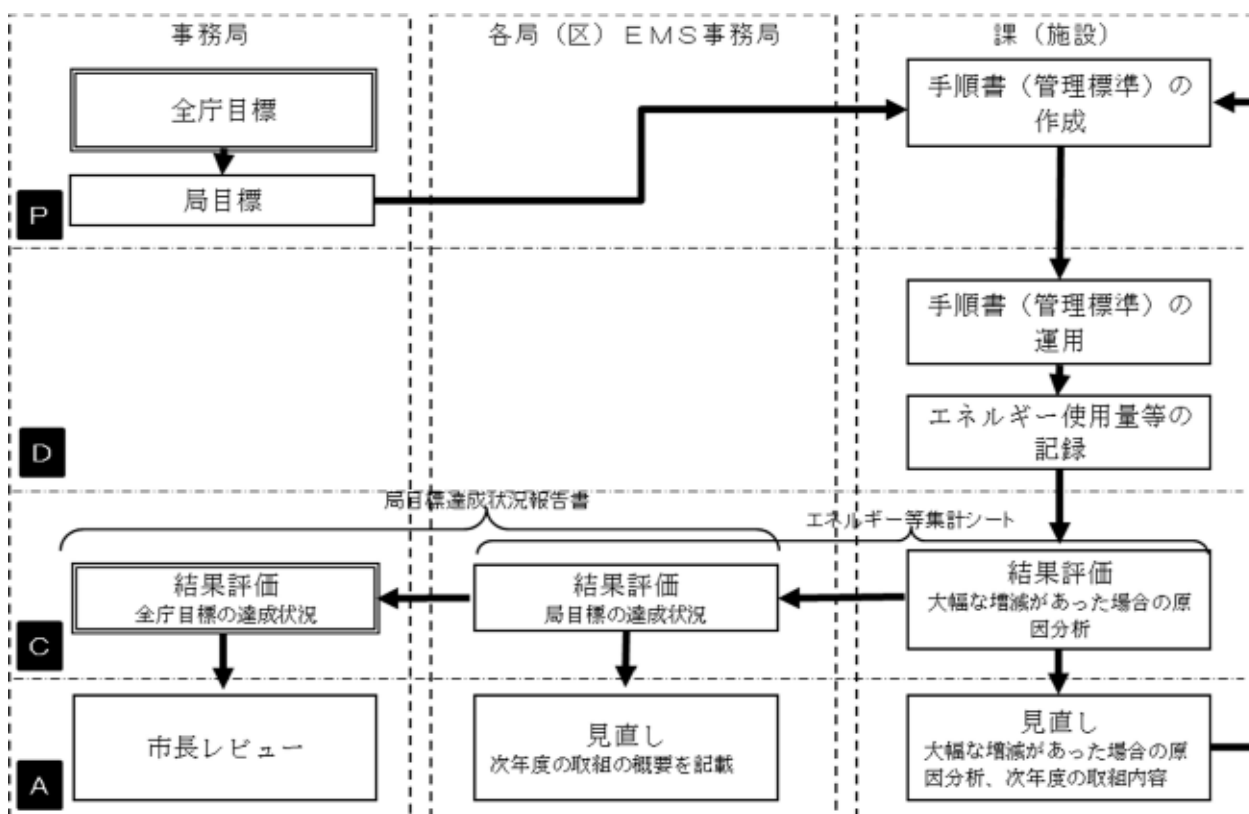 事務局
各局（区）ＥＭＳ事務局
課（施設）
全庁目標
手順書（管理標準）の
作成
局目標
P
手順書（管理標準）の
運用
エネルギー使用量等の
記録
D
局目標達成状況報告書
エネルギー等集計シート
結果評価
全庁目標の達成状況
結果評価
局目標の達成状況
結果評価
大幅な増減があった場合の原
因分析
C
市長レビュー
見直し
次年度の取組の概要を記載
見直し
大幅な増減があった場合の原
因分析、次年度の取組内容
A